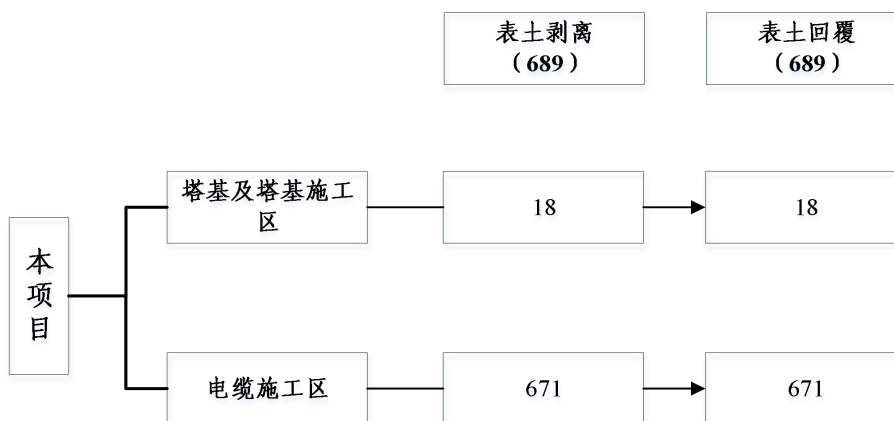 表土剥离
（689）
表土回覆
（689）
塔基及塔基施工
区
18
18
本
项
目
电缆施工区
671
671